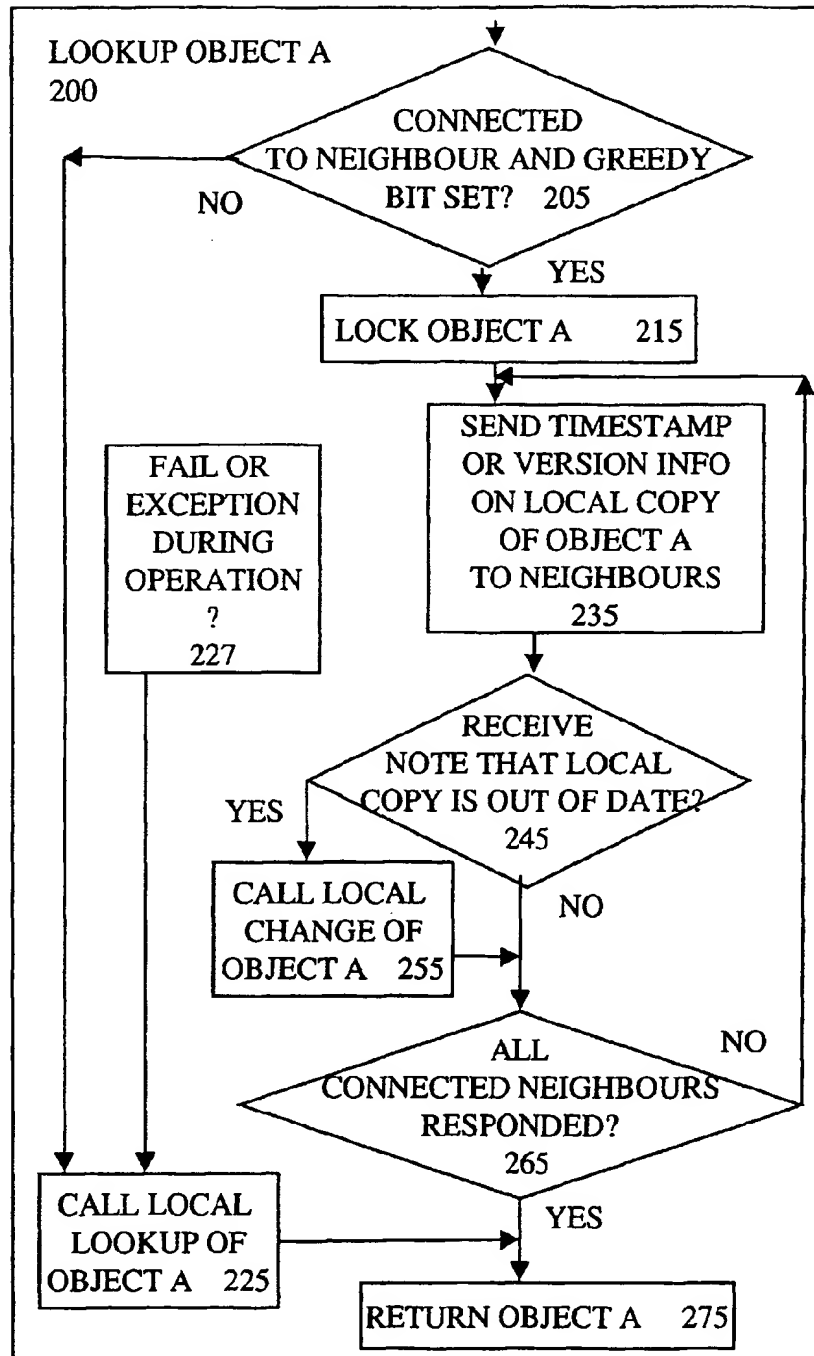 LOOKUP OBJECT A
200
CONNECTED
TO NEIGHBOUR AND GREEDY
BIT SET? 205
NO
YES
LOCK OBJECT A 215
SEND TIMESTAMP
OR VERSION INFO
ON LOCAL COPY
OF OBJECT A
TO NEIGHBOURS
235
FAIL OR
EXCEPTION
DURING
OPERATION
?
227
RECEIVE
NOTE THAT LOCAL
COPY IS OUT OF DATE?
245
YES
NO
CALL LOCAL
CHANGE OF
OBJECT A 255
ALL
CONNECTED NEIGHBOURS
RESPONDED?
265
NO
YES
CALL LOCAL
LOOKUP OF
OBJECT A 225
RETURN OBJECT A 275